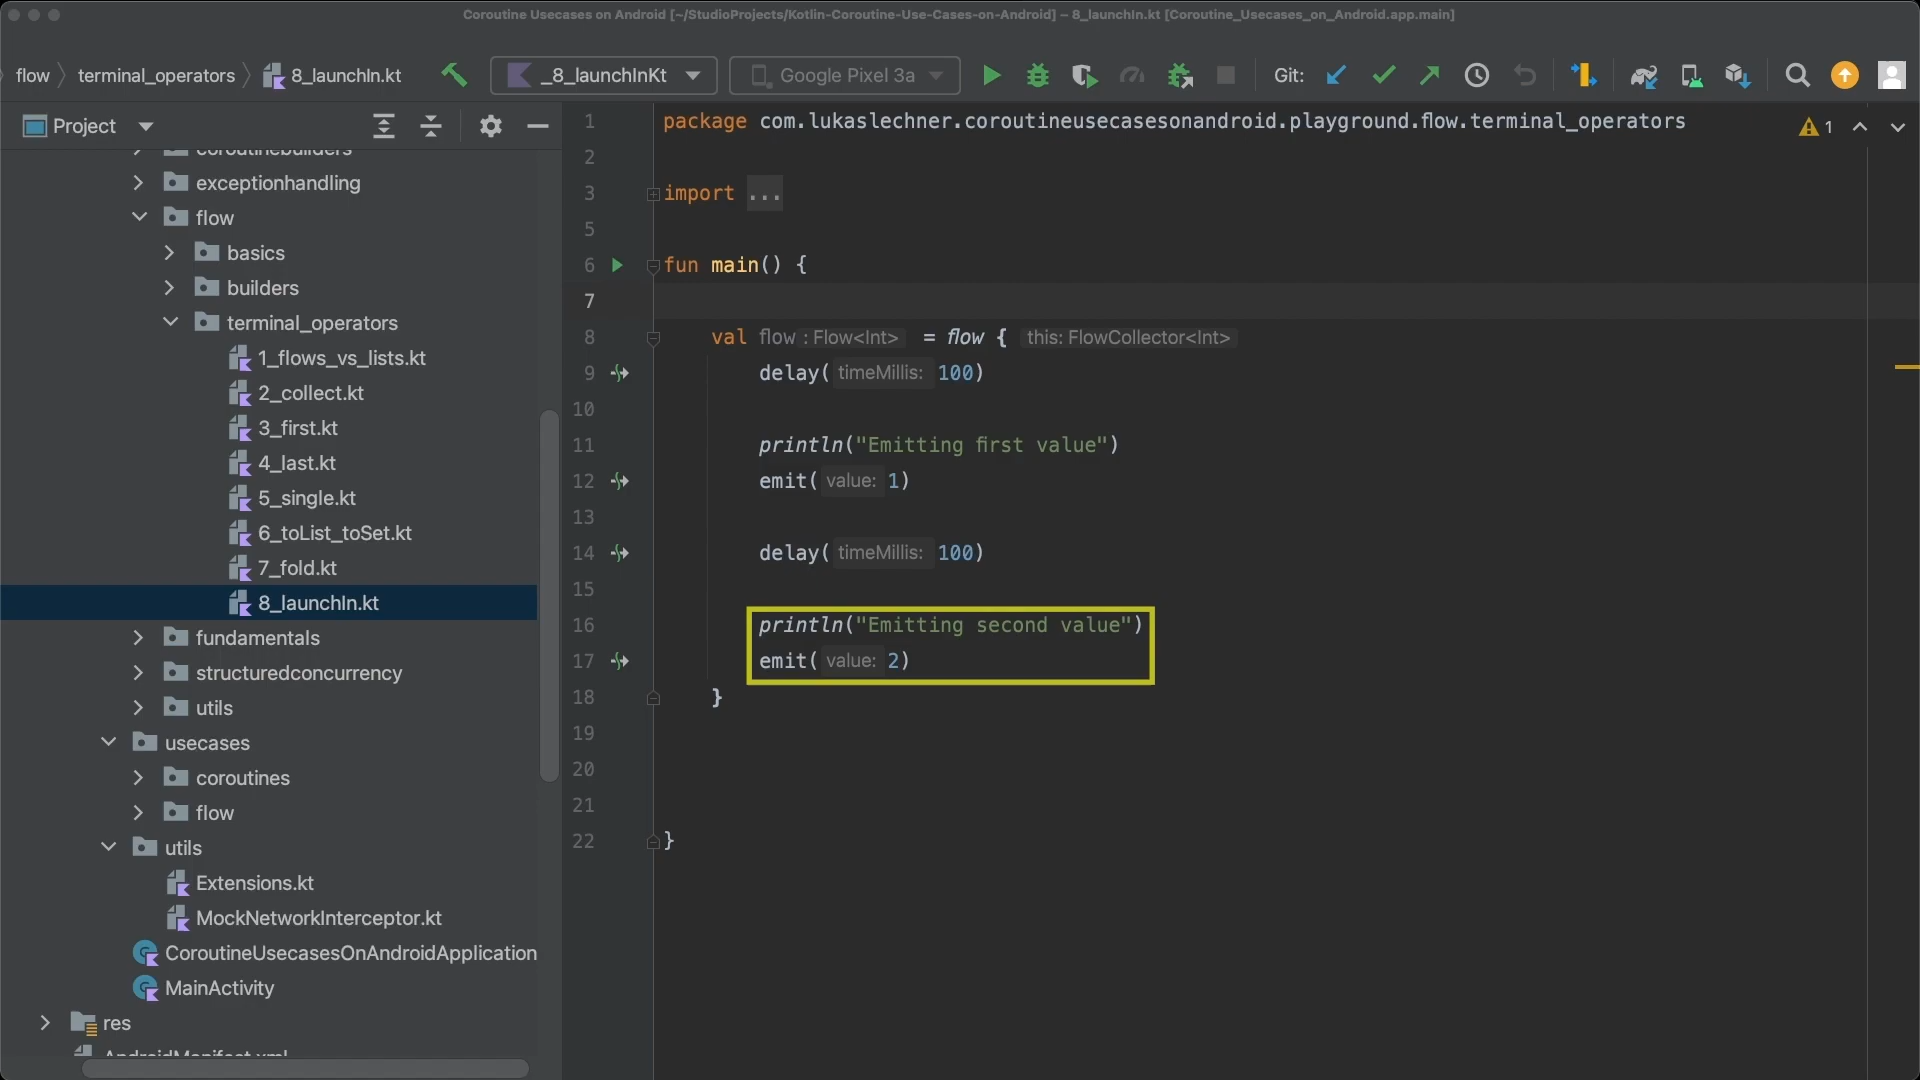 Coroutine Usecases on Android [~/StudioProjects/Kotlin-Coroutine-Use-Cases-on-Android] – 8_launchIn.kt [Coroutine_Usecases_on_Android.app.main]
flow terminal_operators 8_launchIn.kt _8_launchInKt Google Pixel 3a Git:
Project
coroutinebuilders
exceptionhandling
flow
basics
builders
terminal_operators
1_flows_vs_lists.kt
2_collect.kt
3_first.kt
4_last.kt
5_single.kt
6_toList_toSet.kt
7_fold.kt
8_launchIn.kt
fundamentals
structuredconcurrency
utils
usecases
coroutines
flow
utils
Extensions.kt
MockNetworkInterceptor.kt
CoroutineUsecasesOnAndroidApplication
MainActivity
res
AndroidManifest.xml
1 package com.lukaslechner.coroutineusecasesonandroid.playground.flow.terminal_operators
1
2
3 import ...
5
6 fun main() {
7
8 val flow : Flow<Int> = flow { this: FlowCollector<Int>
9 delay( timeMillis: 100)
10
11 println("Emitting first value")
12 emit( value: 1)
13
14 delay( timeMillis: 100)
15
16 println("Emitting second value")
17 emit( value: 2)
18 }
19
20
21
22 }